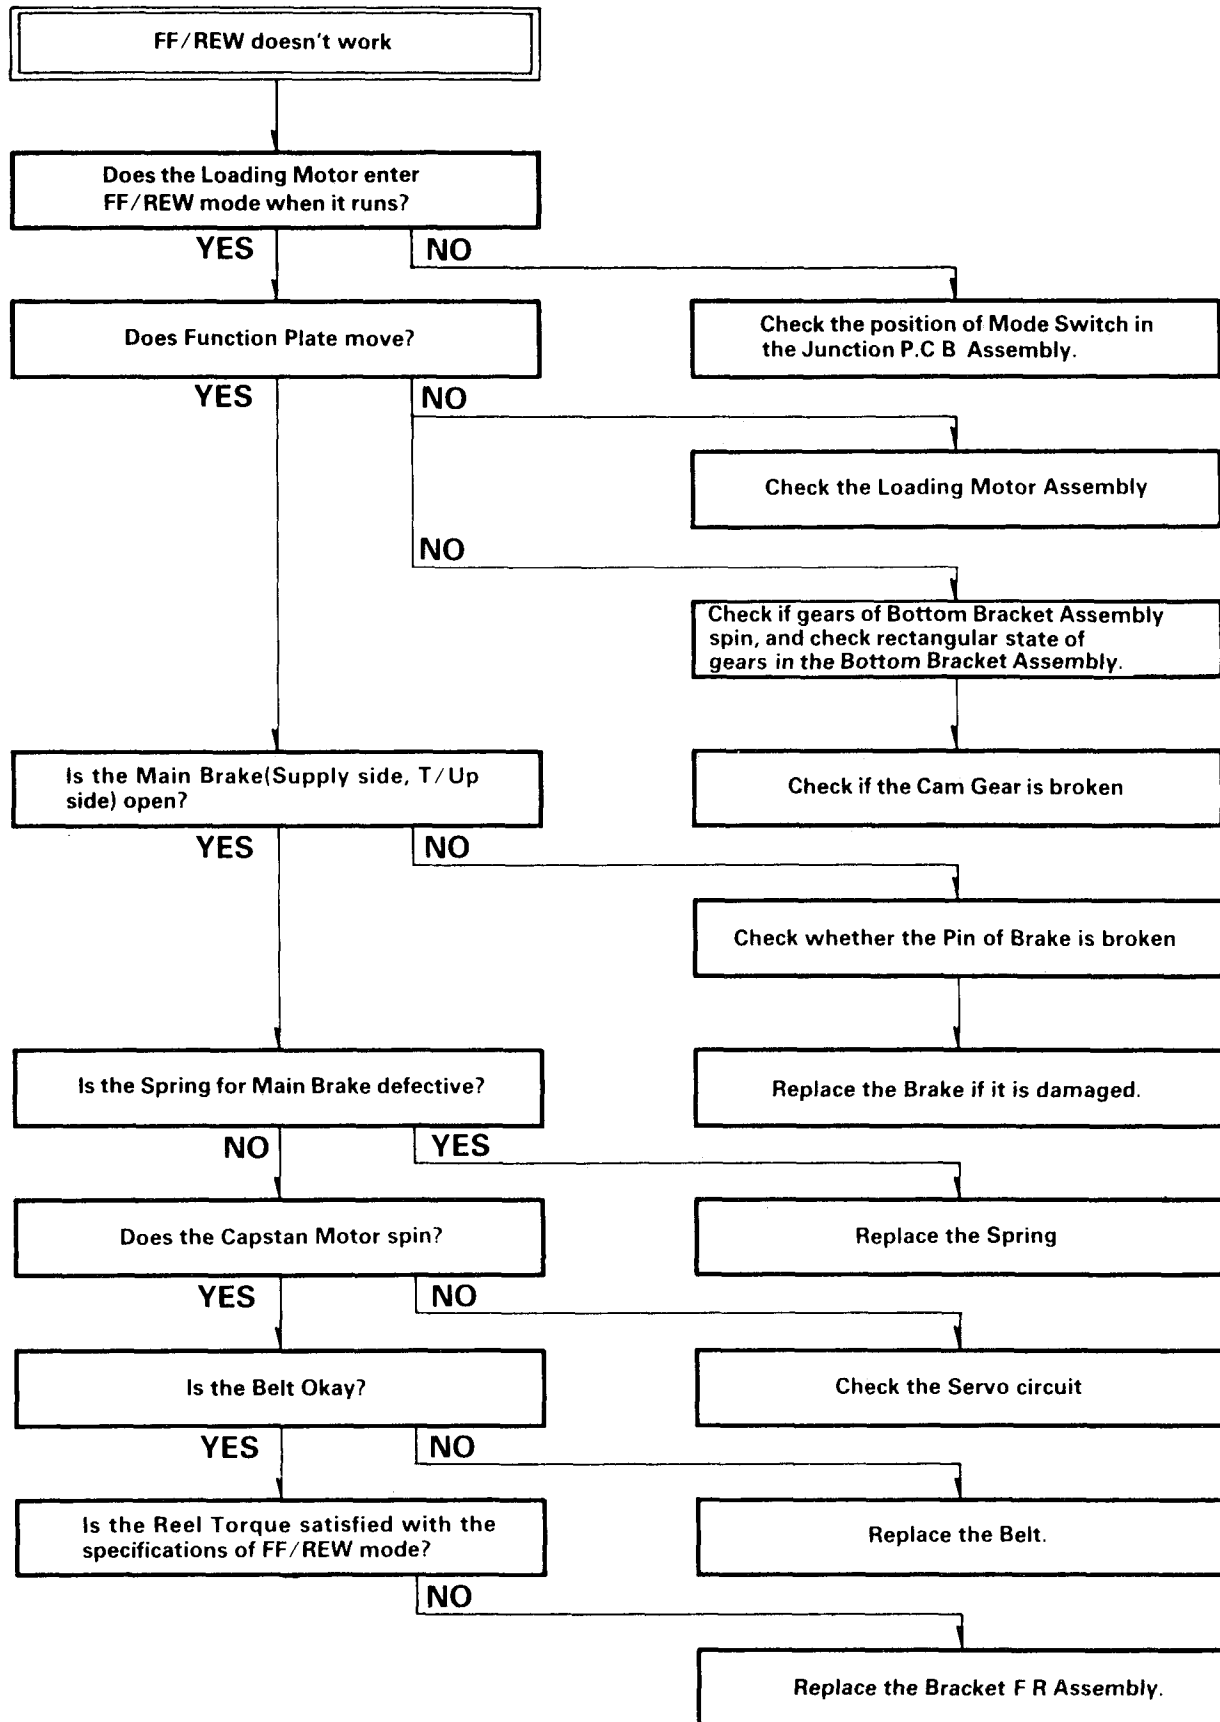 FF/REW doesn't work
Does the Loading Motor enter
FF/REW mode when it runs?
YES
NO
Does Function Plate move?
Check the position of Mode Switch in
the Junction P.C B Assembly.
YES
NO
Check the Loading Motor Assembly
NO
Check if gears of Bottom Bracket Assembly
spin, and check rectangular state of
gears in the Bottom Bracket Assembly.
Is the Main Brake(Supply side, T/Up
side) open?
Check if the Cam Gear is broken
YES
NO
Check whether the Pin of Brake is broken
Is the Spring for Main Brake defective?
Replace the Brake if it is damaged.
NO
YES
Does the Capstan Motor spin?
Replace the Spring
YES
NO
Is the Belt Okay?
Check the Servo circuit
YES
NO
Is the Reel Torque satisfied with the
specifications of FF/REW mode?
Replace the Belt.
NO
Replace the Bracket F R Assembly.